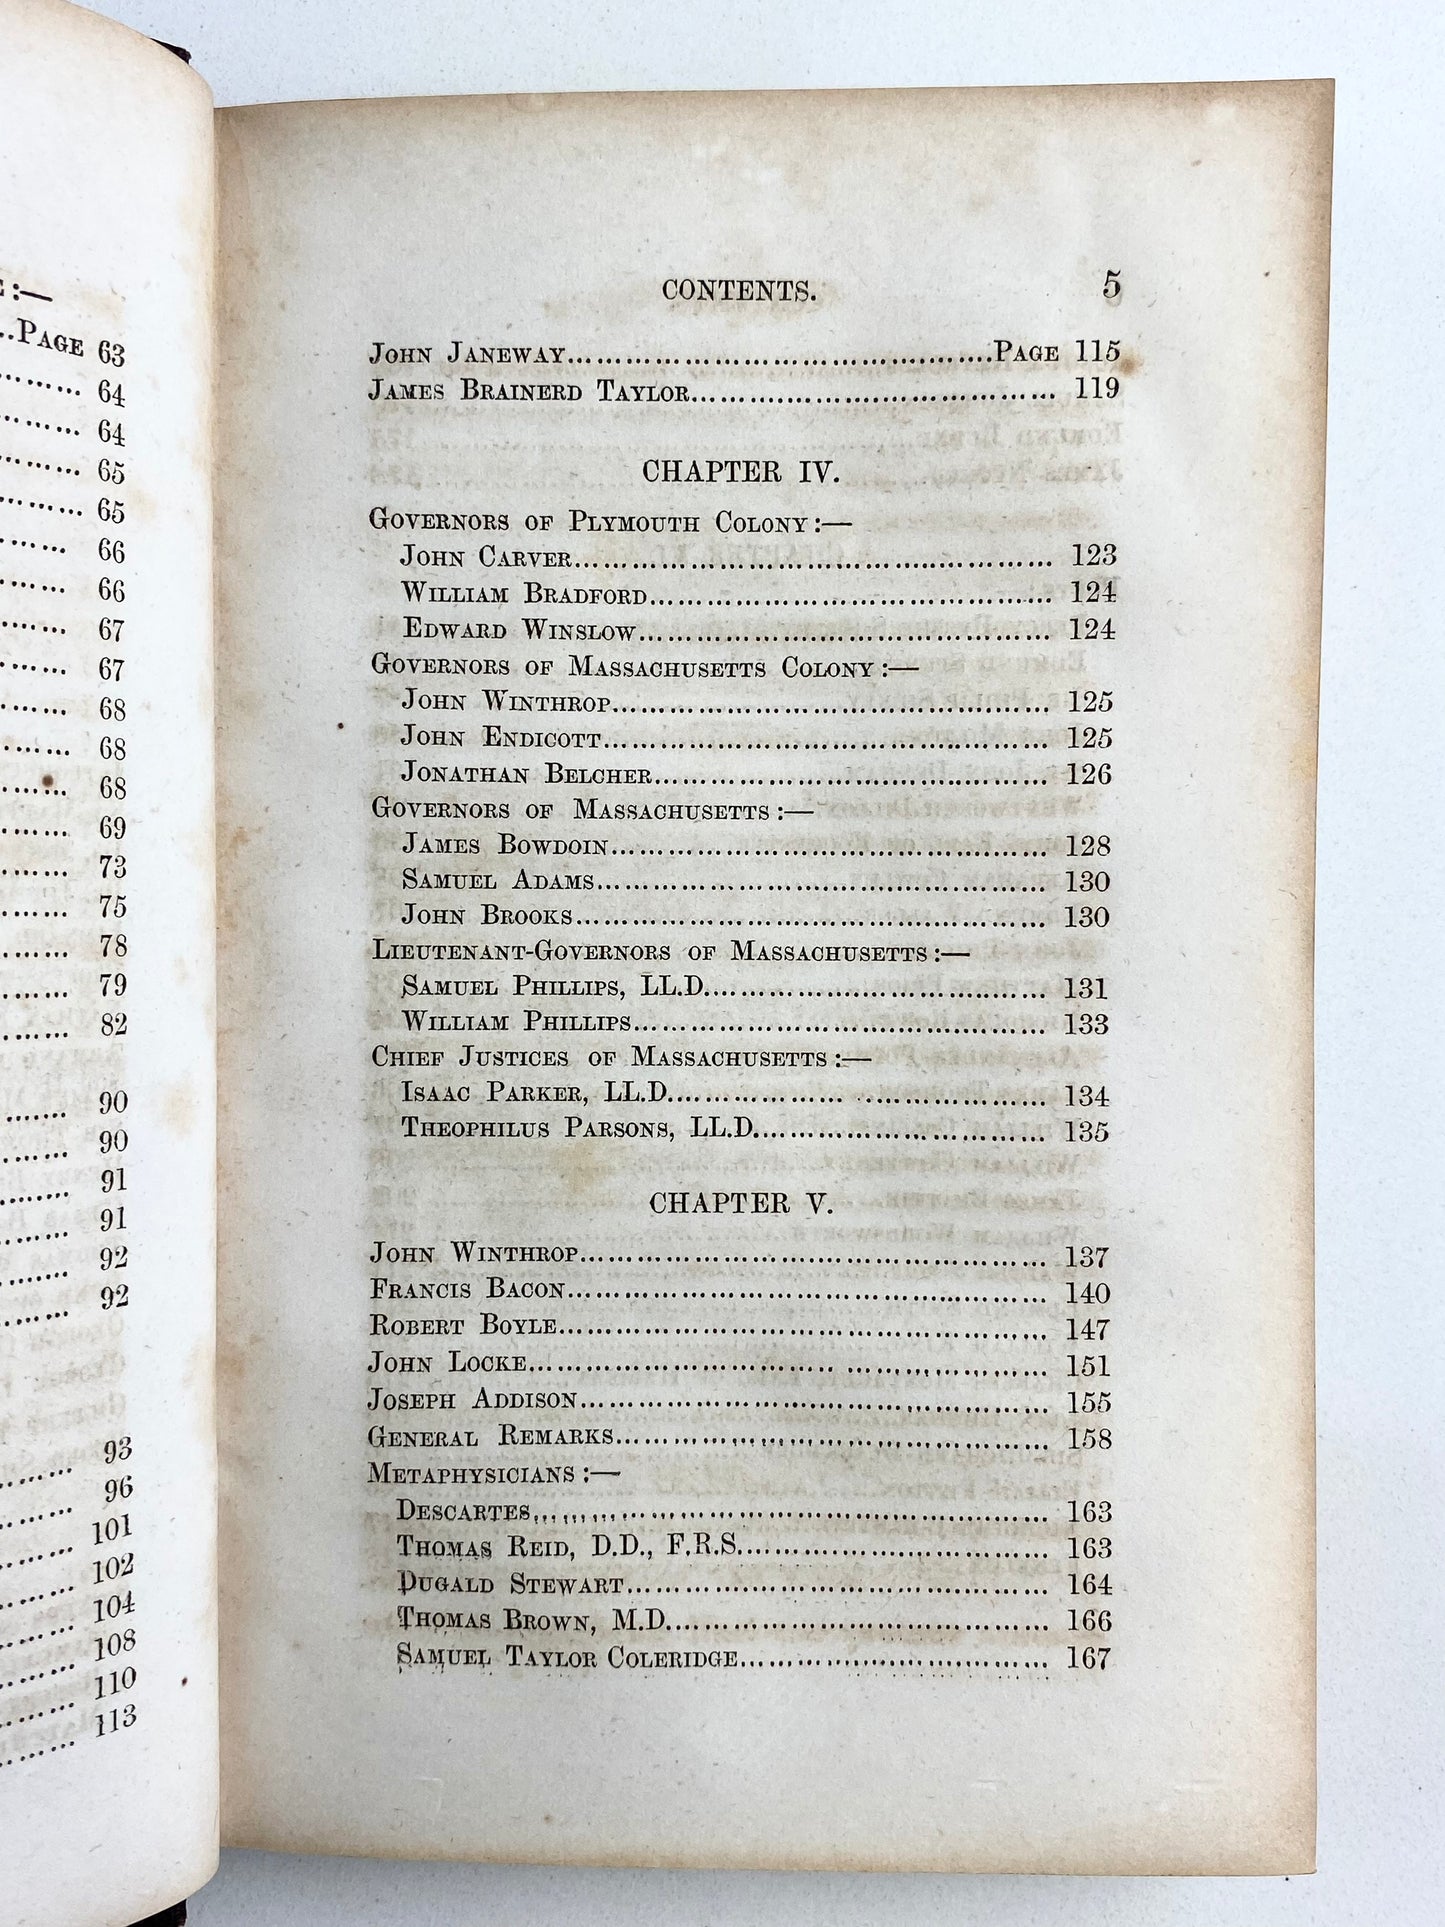 :—
Page 63
64
64
65
65
66
66
67
67
68
68
68
69
73
75
78
79
82
90
90
91
91
92
92
93
96
101
102
104
108
110
113
CONTENTS. 5
John Janeway........................................Page 115
James Brainerd Taylor........................................ 119
CHAPTER IV.
Governors of Plymouth Colony:—
John Carver........................................ 123
William Bradford........................................ 124
Edward Winslow........................................ 124
Governors of Massachusetts Colony:—
John Winthrop........................................ 125
John Endicott........................................ 125
Jonathan Belcher........................................ 126
Governors of Massachusetts:—
James Bowdoin........................................ 128
Samuel Adams........................................ 130
John Brooks........................................ 130
Lieutenant-Governors of Massachusetts:—
Samuel Phillips, LL.D........................................ 131
William Phillips........................................ 133
Chief Justices of Massachusetts:—
Isaac Parker, LL.D........................................ 134
Theophilus Parsons, LL.D........................................ 135
CHAPTER V.
John Winthrop........................................ 137
Francis Bacon........................................ 140
Robert Boyle........................................ 147
John Locke........................................ 151
Joseph Addison........................................ 155
General Remarks........................................ 158
Metaphysicians:—
Descartes........................................ 163
Thomas Reid, D.D., F.R.S........................................ 163
Dugald Stewart........................................ 164
Thomas Brown, M.D........................................ 166
Samuel Taylor Coleridge........................................ 167